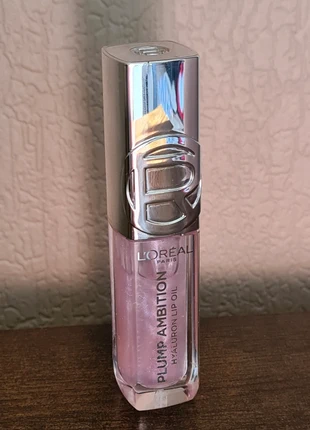 L'ORÉAL
PARIS
PLUMP AMBITION
HYALURON LIP OIL